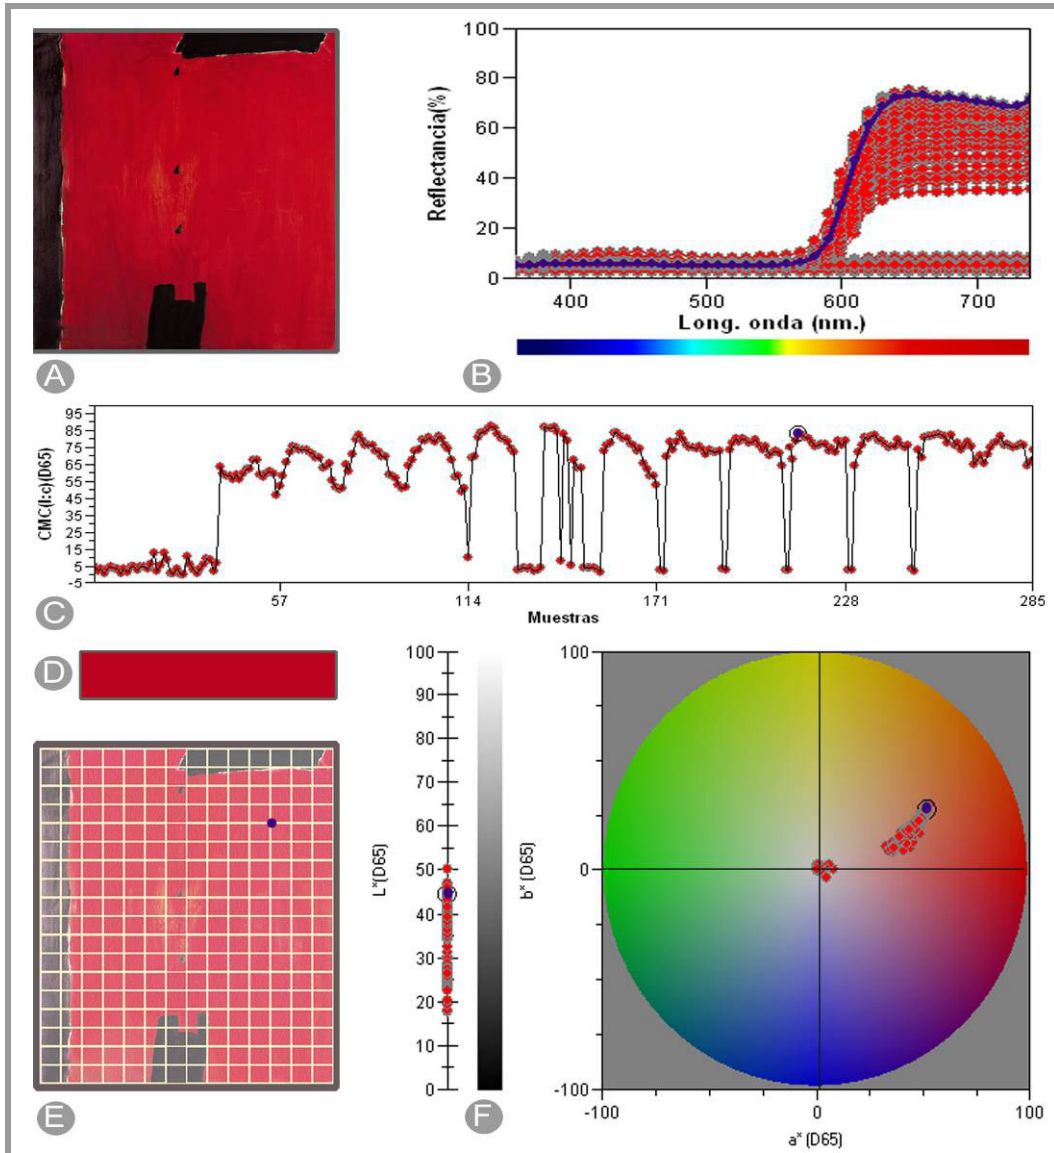 A
100
80
60
40
20
0
Reflectancia(%)
400 500 600 700
Long. onda (nm.)
B
95
85
75
65
55
45
35
25
15
5
-5
CMC(l:c)(D65)
57 114 171 228 285
Muestras
C
D
E
100
90
80
70
60
50
40
30
20
10
0
L*(D65)
F
100
0
-100
b* (D65)
-100 0 100
a* (D65)